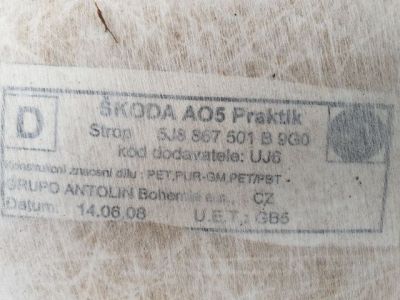 D
ŠKODA AO5 Praktik
Strop 5J8 867 501 B 9G0
kód dodavatele: UJ6
Konstrukční značení dílu : PET,PUR-GM,PET/PBT
GRUPO ANTOLIN Bohemia a.s., CZ
Datum: 14.08.08 U.E.T.: GB5